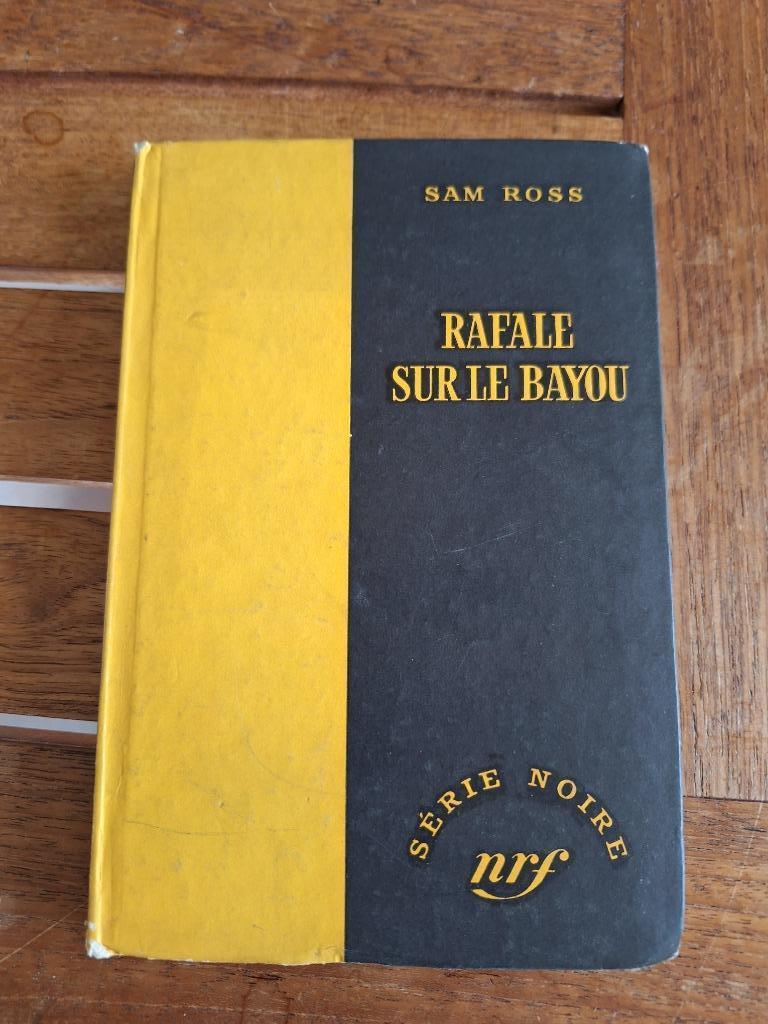 SAM ROSS
RAFALE
SUR LE BAYOU
SÉRIE NOIRE
nrf